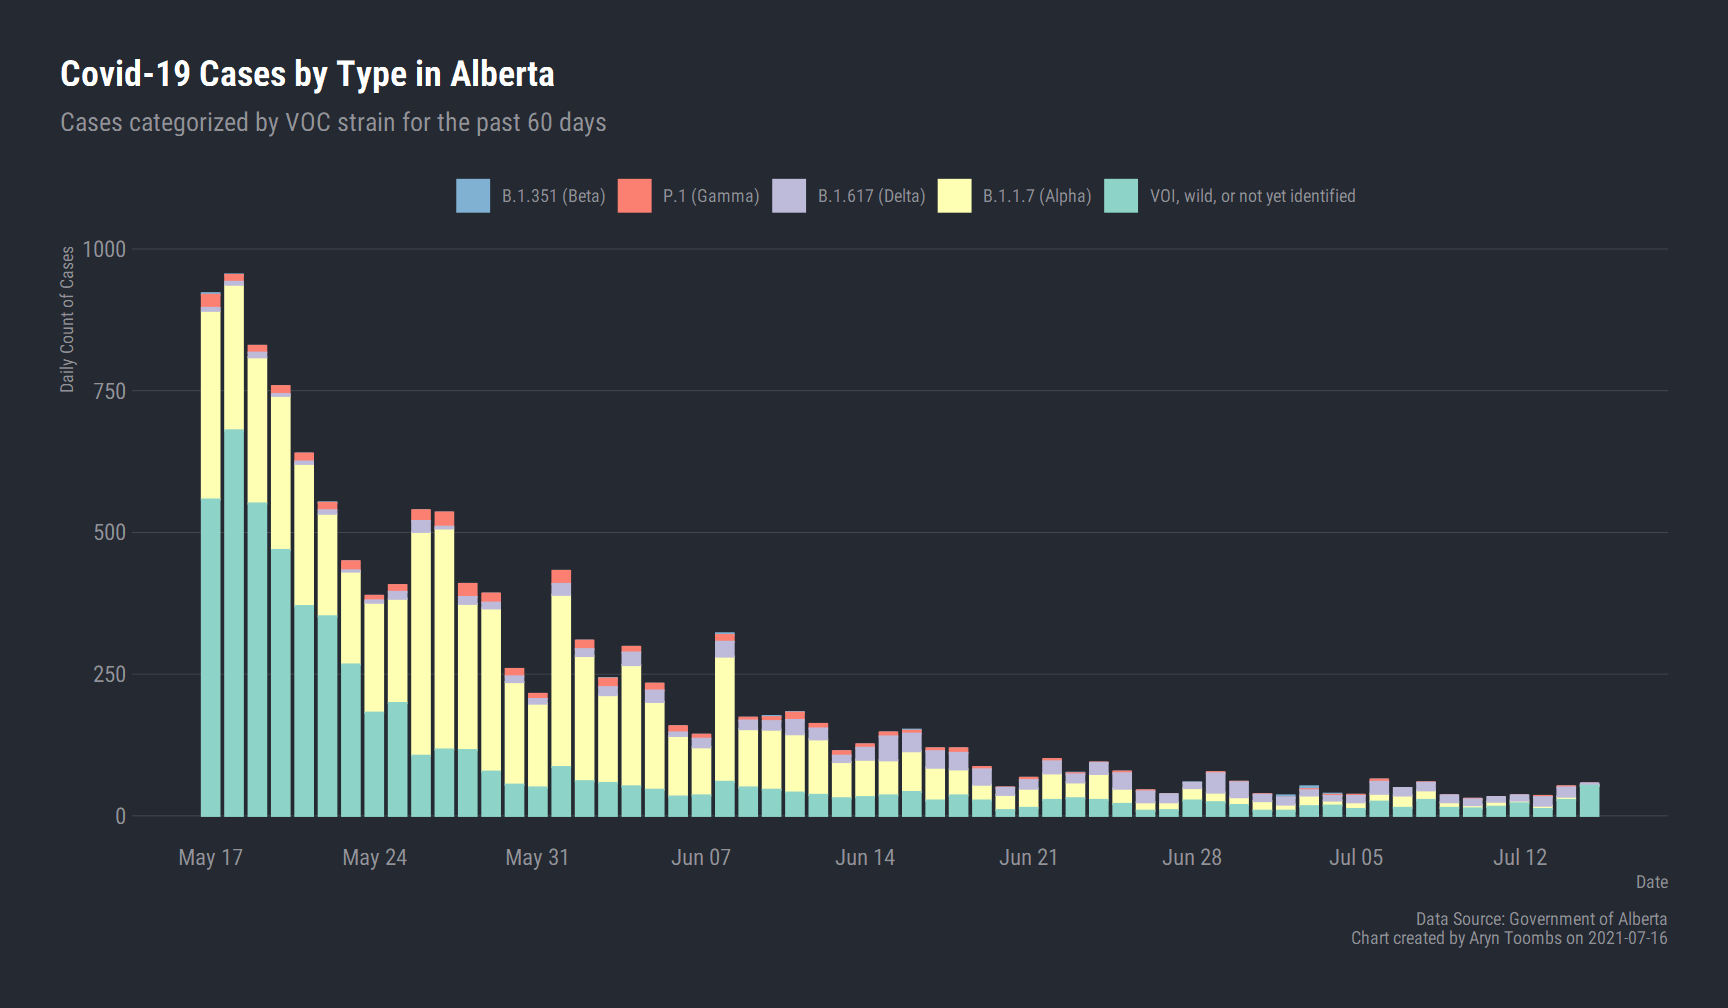 Covid-19 Cases by Type in Alberta
Cases categorized by VOC strain for the past 60 days
B.1.351 (Beta)
P.1 (Gamma)
B.1.617 (Delta)
B.1.1.7 (Alpha)
VOI, wild, or not yet identified
Daily Count of Cases
1000
750
500
250
0
May 17
May 24
May 31
Jun 07
Jun 14
Jun 21
Jun 28
Jul 05
Jul 12
Date
Data Source: Government of Alberta
Chart created by Aryn Toombs on 2021-07-16